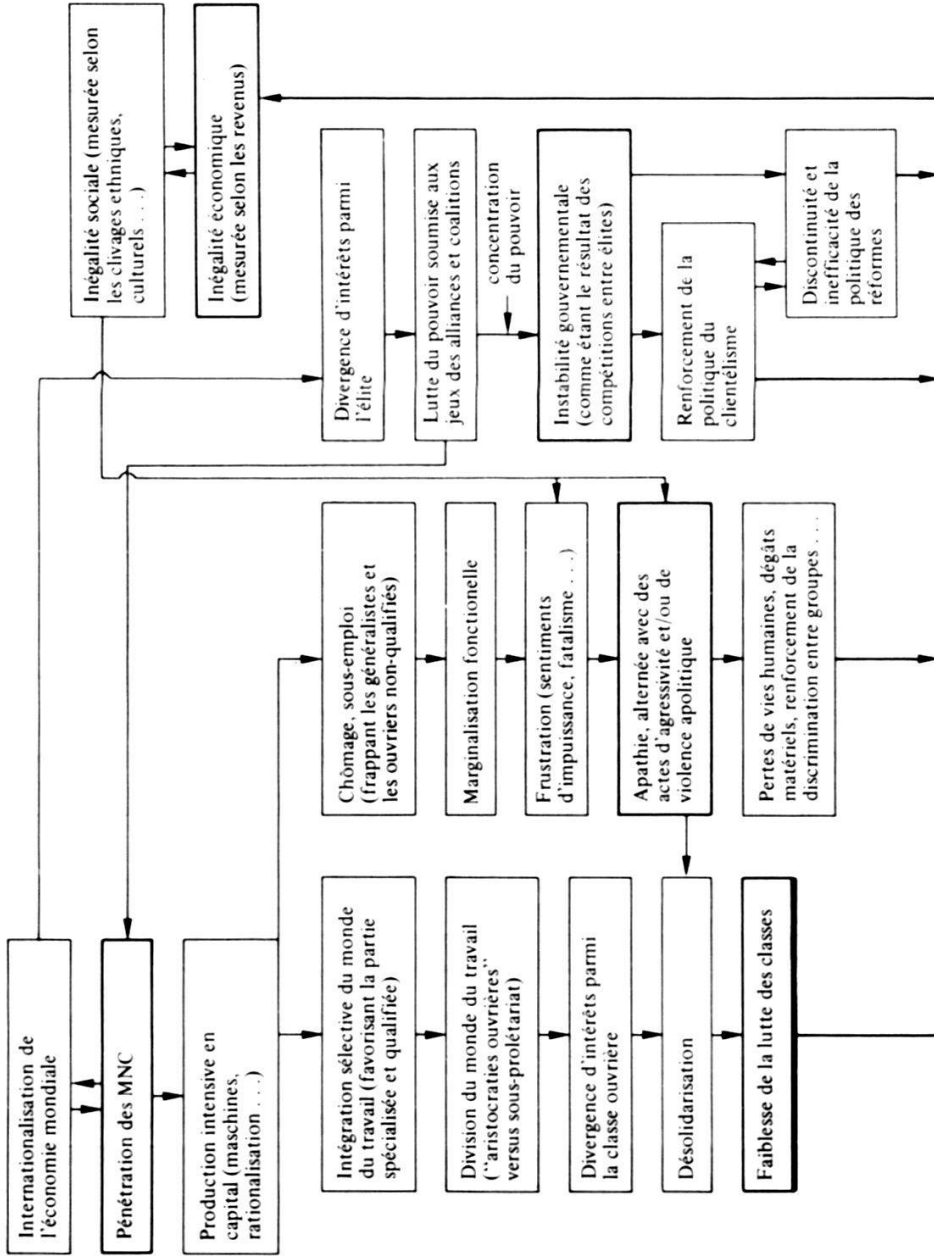 Internationalisation de
l'économie mondiale
Pénétration des MNC
Production intensive en
capital (maschines,
rationalisation . . .)
Intégration sélective du monde
du travail (favorisant la partie
spécialisée et qualifiée)
Division du monde du travail
("aristocraties ouvrières"
versus sous-prolétariat)
Divergence d'intérêts parmi
la classe ouvrière
Désolidarisation
Faiblesse de la lutte des classes
Chômage, sous-emploi
(frappant les généralistes et
les ouvriers non-qualifiés)
Marginalisation fonctionelle
Frustration (sentiments
d'impuissance, fatalisme . . .)
Apathie, alternée avec des
actes d'agressivité et/ou de
violence apolitique
Pertes de vies humaines, dégâts
matériels, renforcement de la
discrimination entre groupes . . .
Inégalité sociale (mesurée selon
les clivages ethniques,
culturels . . .)
Inégalité économique
(mesurée selon les revenus)
Divergence d'intérêts parmi
l'élite
Lutte du pouvoir soumise aux
jeux des alliances et coalitions
concentration
du pouvoir
Instabilité gouvernementale
(comme étant le résultat des
compétitions entre élites)
Renforcement de la
politique du
clientélisme
Discontinuité et
inefficacité de la
politique des
réformes